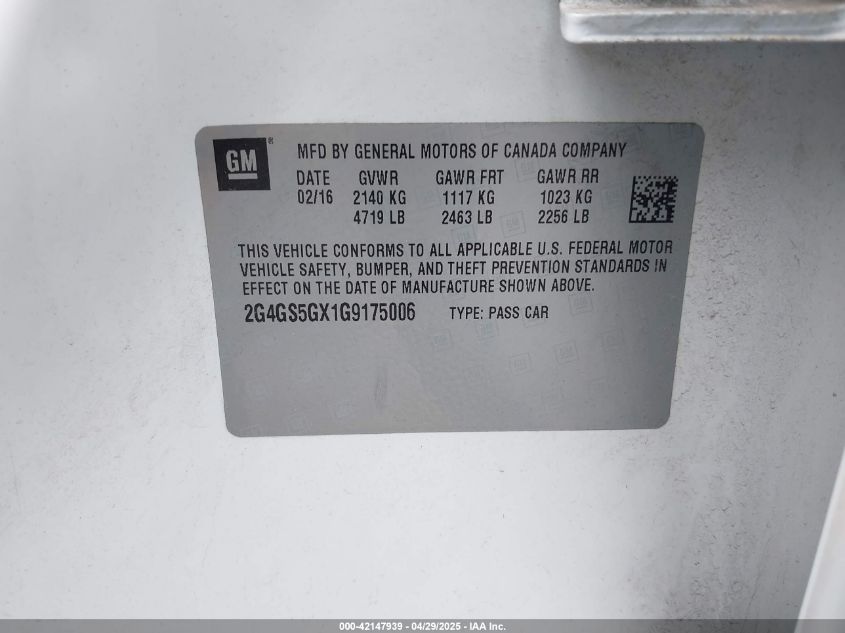 GM ®
MFD BY GENERAL MOTORS OF CANADA COMPANY
DATE GVWR GAWR FRT GAWR RR
02/16 2140 KG 1117 KG 1023 KG
4719 LB 2463 LB 2256 LB
THIS VEHICLE CONFORMS TO ALL APPLICABLE U.S. FEDERAL MOTOR
VEHICLE SAFETY, BUMPER, AND THEFT PREVENTION STANDARDS IN
EFFECT ON THE DATE OF MANUFACTURE SHOWN ABOVE.
2G4GS5GX1G9175006 TYPE: PASS CAR
000-42147939 - 04/29/2025 - IAA Inc.